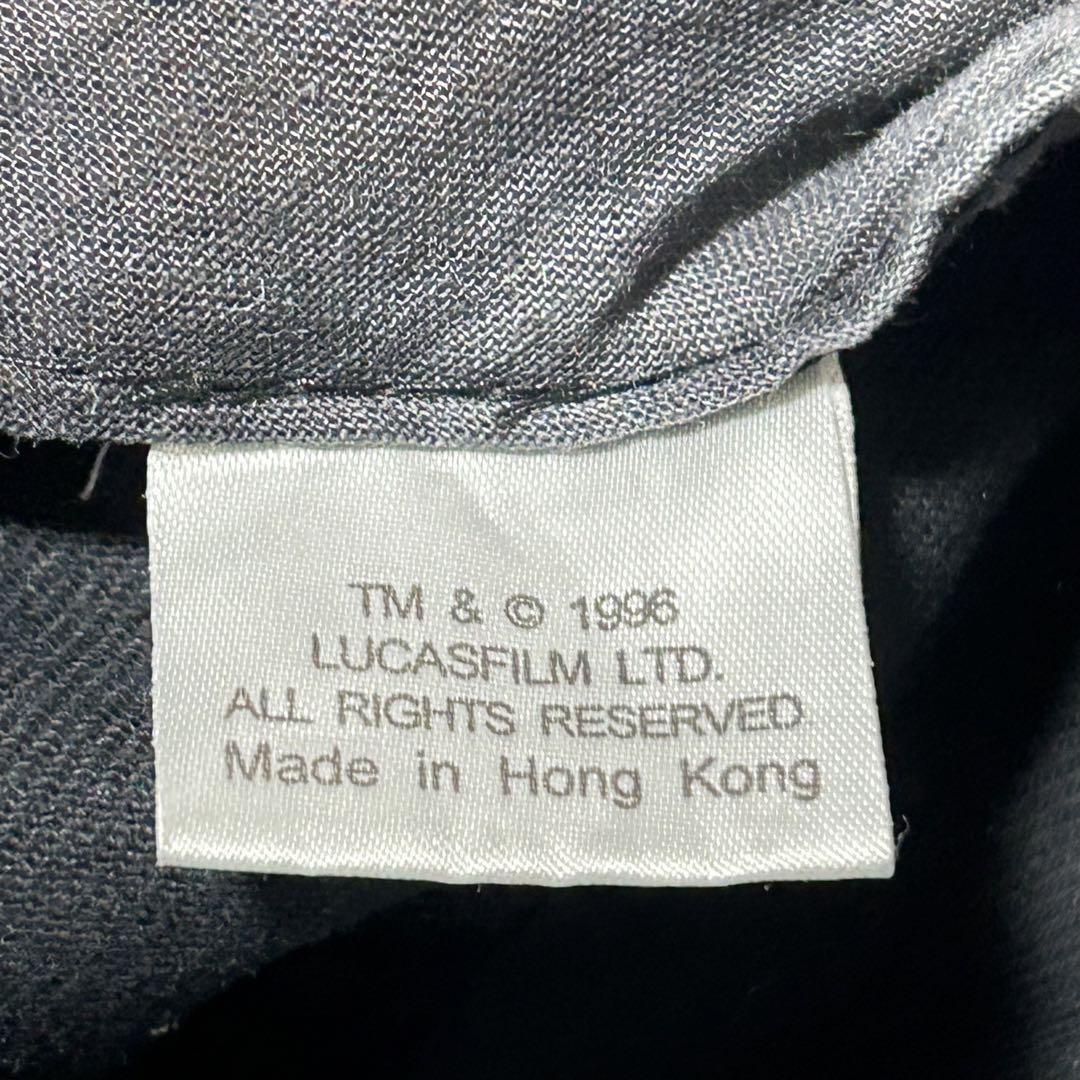 TM & © 1996
LUCASFILM LTD.
ALL RIGHTS RESERVED
Made in Hong Kong